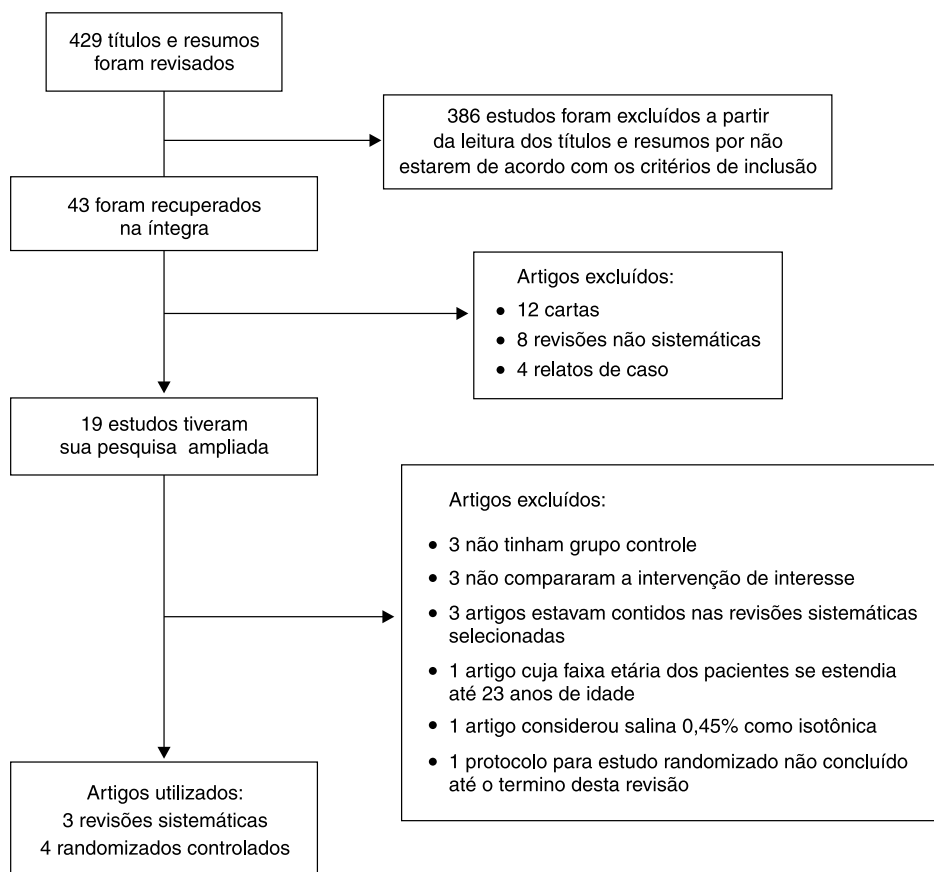 429 títulos e resumos
foram revisados
386 estudos foram excluídos a partir
da leitura dos títulos e resumos por não
estarem de acordo com os critérios de inclusão
43 foram recuperados
na íntegra
Artigos excluídos:
• 12 cartas
• 8 revisões não sistemáticas
• 4 relatos de caso
19 estudos tiveram
sua pesquisa ampliada
Artigos excluídos:
• 3 não tinham grupo controle
• 3 não compararam a intervenção de interesse
• 3 artigos estavam contidos nas revisões sistemáticas
selecionadas
• 1 artigo cuja faixa etária dos pacientes se estendia
até 23 anos de idade
• 1 artigo considerou salina 0,45% como isotônica
• 1 protocolo para estudo randomizado não concluído
até o termino desta revisão
Artigos utilizados:
3 revisões sistemáticas
4 randomizados controlados